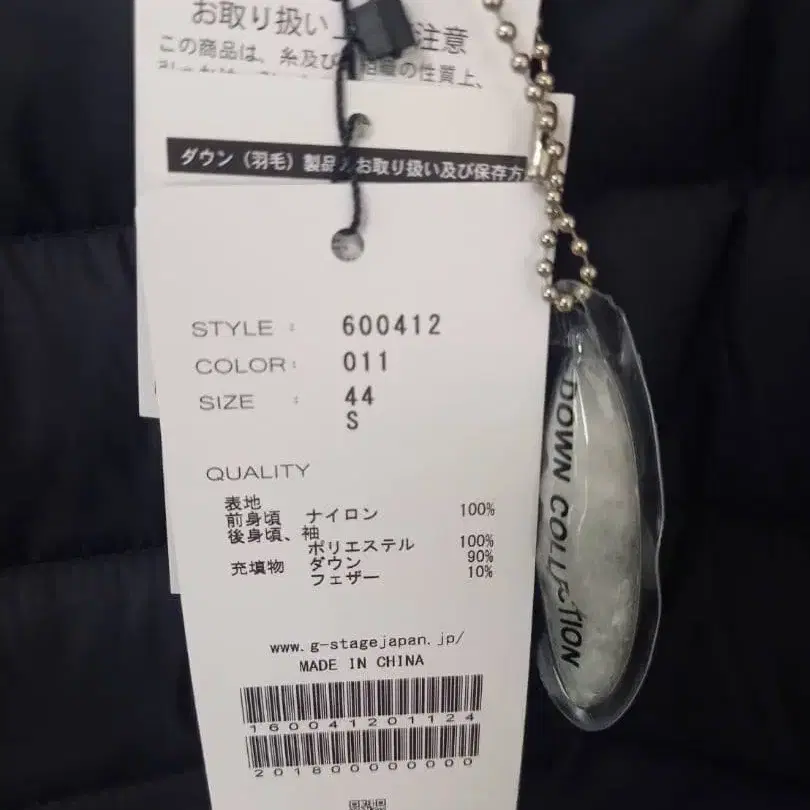 お取り扱い 注意
この商品は、糸及び の性質上、
ダウン（羽毛）製品 お取り扱い及び保存方
STYLE : 600412
COLOR: 011
SIZE : 44
S
QUALITY
表地
前身頃 ナイロン 100%
後身頃、袖
ポリエステル 100%
充填物 ダウン 90%
フェザー 10%
www.g-stagejapan.jp/
MADE IN CHINA
160041201124
2018000000000
DOWN COLLECTION